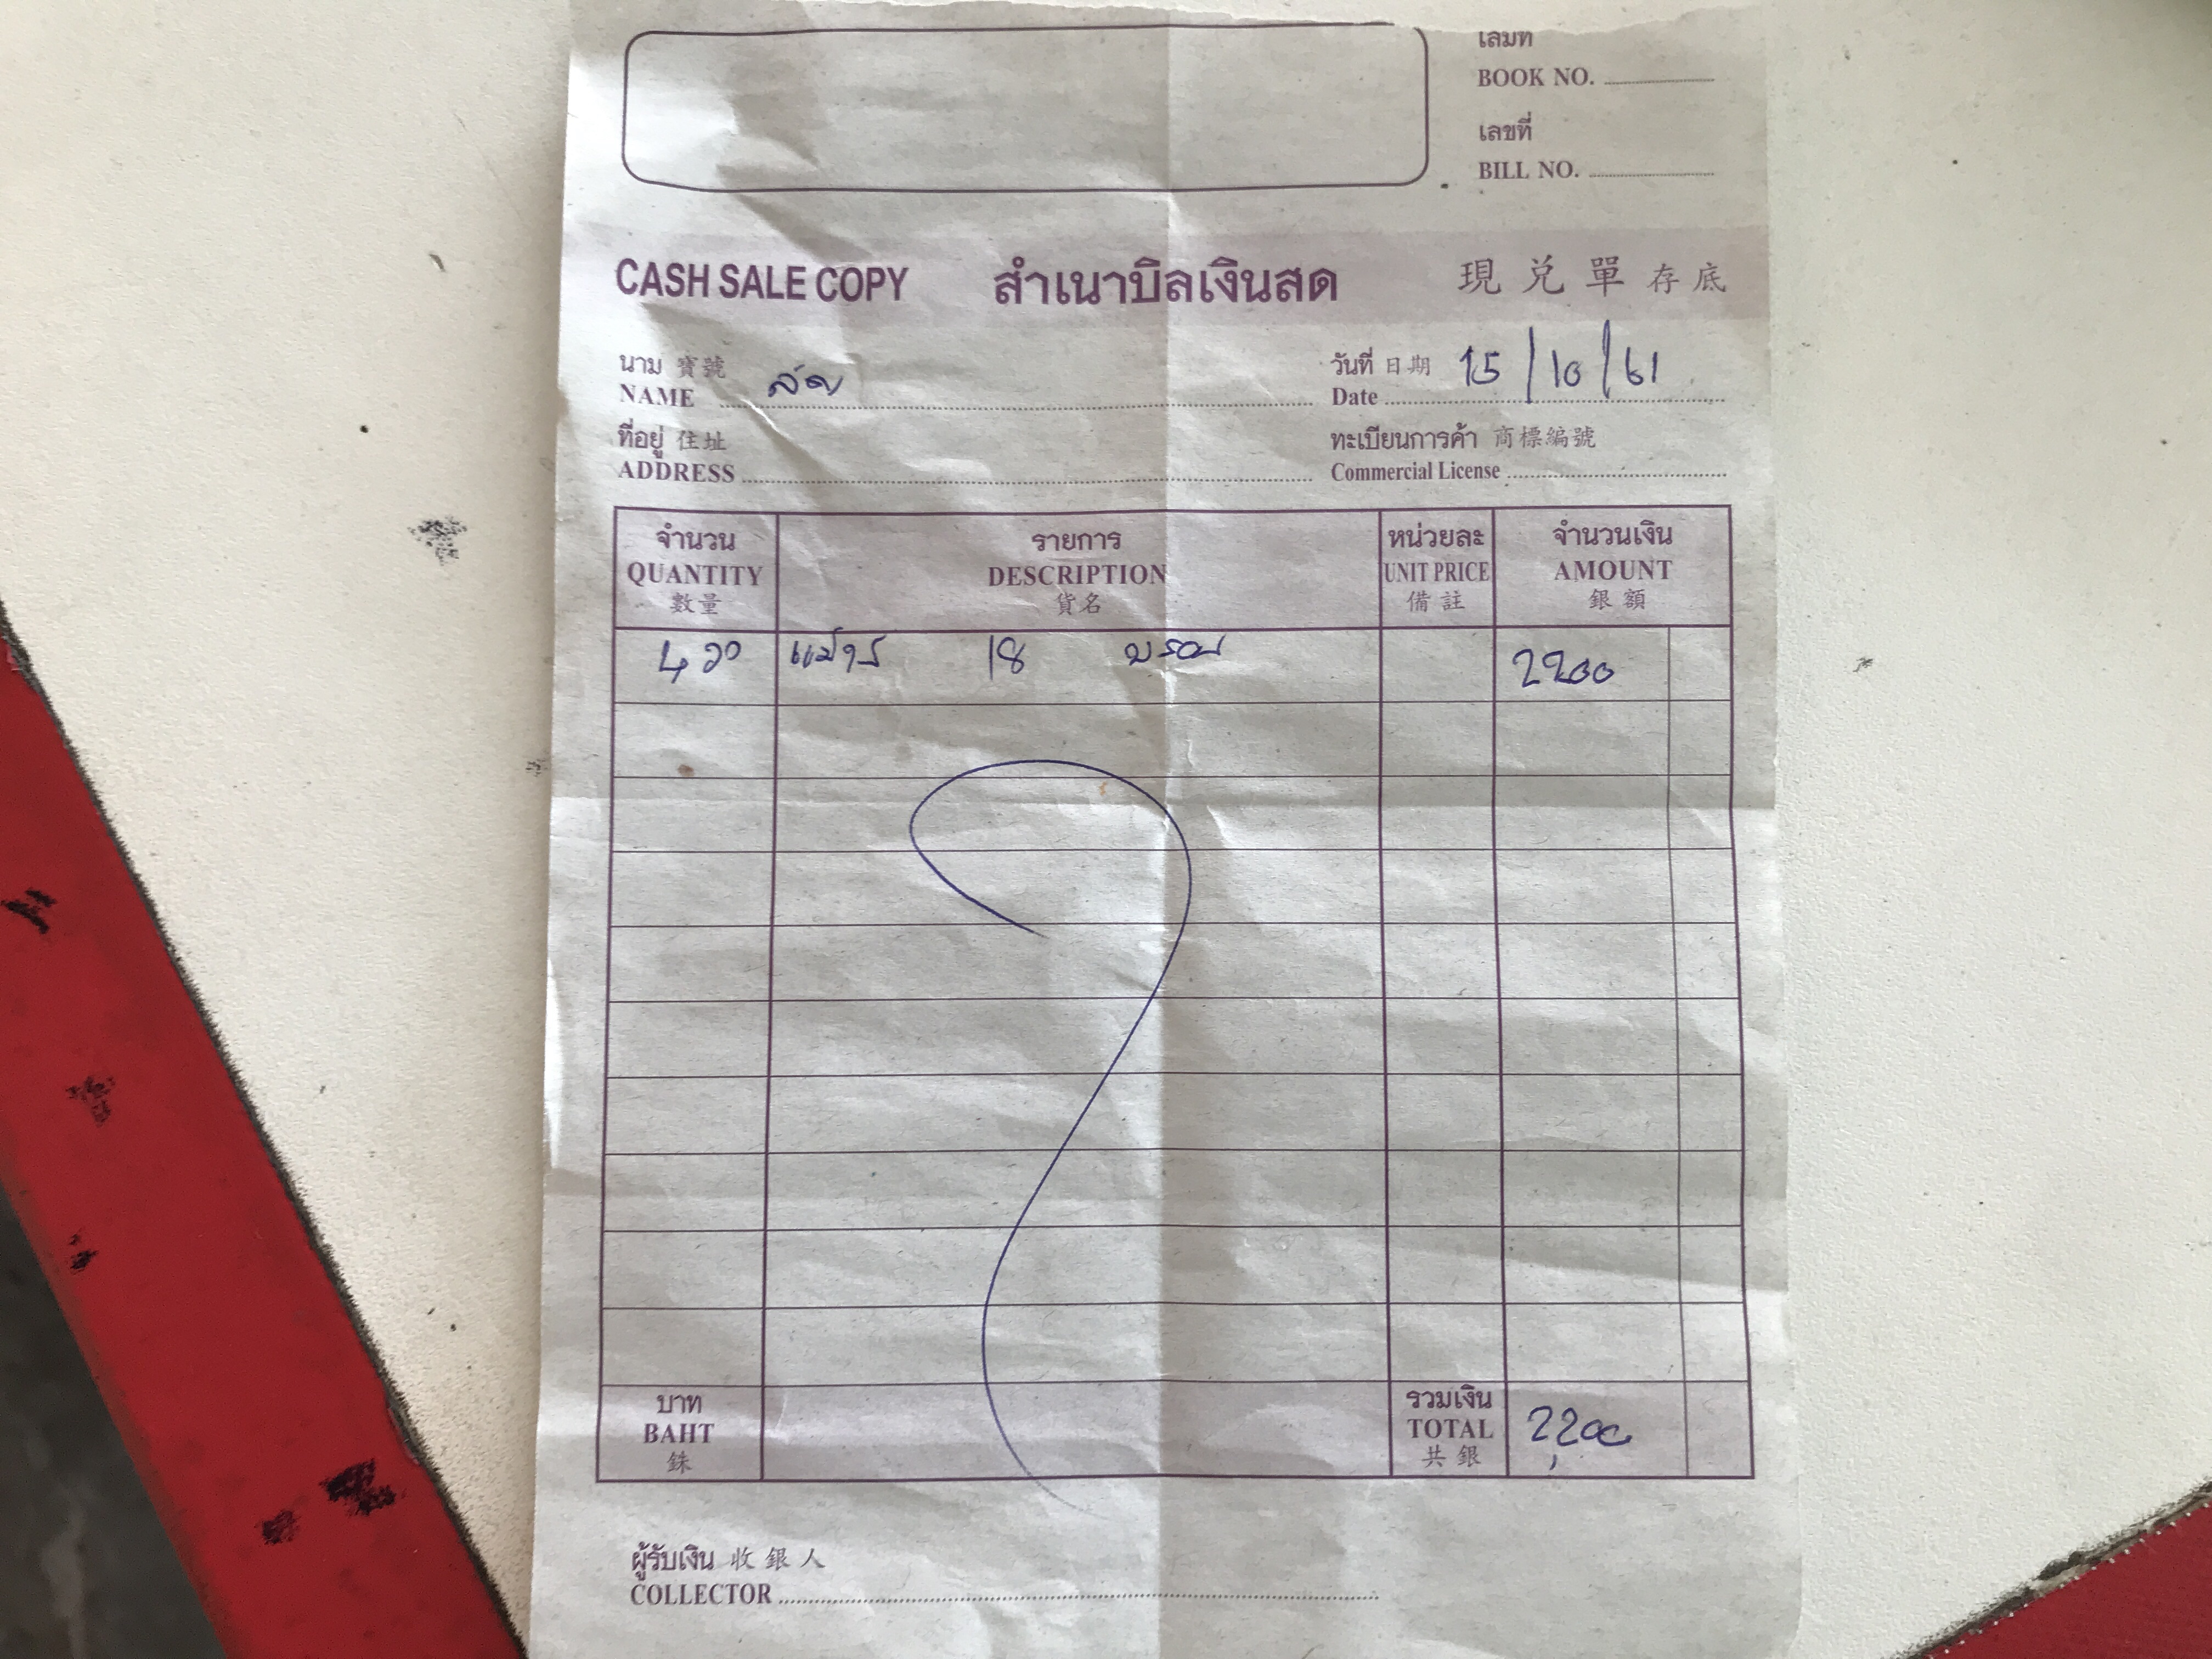 เล่มที่
BOOK NO.
เลขที่
BILL NO.
CASH SALE COPY สำเนาบิลเงินสด 現兌單存底
นาม 寶號
NAME สด
วันที่ 日期
Date 15/10/61
ที่อยู่ 住址
ADDRESS
ทะเบียนการค้า 商標編號
Commercial License
จำนวน รายการ หน่วยละ จำนวนเงิน
QUANTITY DESCRIPTION UNIT PRICE AMOUNT
數量 貨名 備註 銀額
4 18 2200
บาท รวมเงิน
BAHT TOTAL 2200
銖 共銀
ผู้รับเงิน 收銀人
COLLECTOR